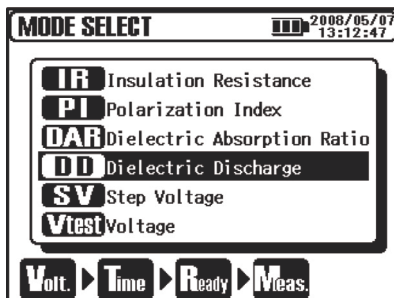 MODE SELECT
2008/05/07
13:12:47
IR Insulation Resistance
PI Polarization Index
DAR Dielectric Absorption Ratio
DD Dielectric Discharge
SV Step Voltage
Vtest Voltage
Volt. Time Ready Meas.